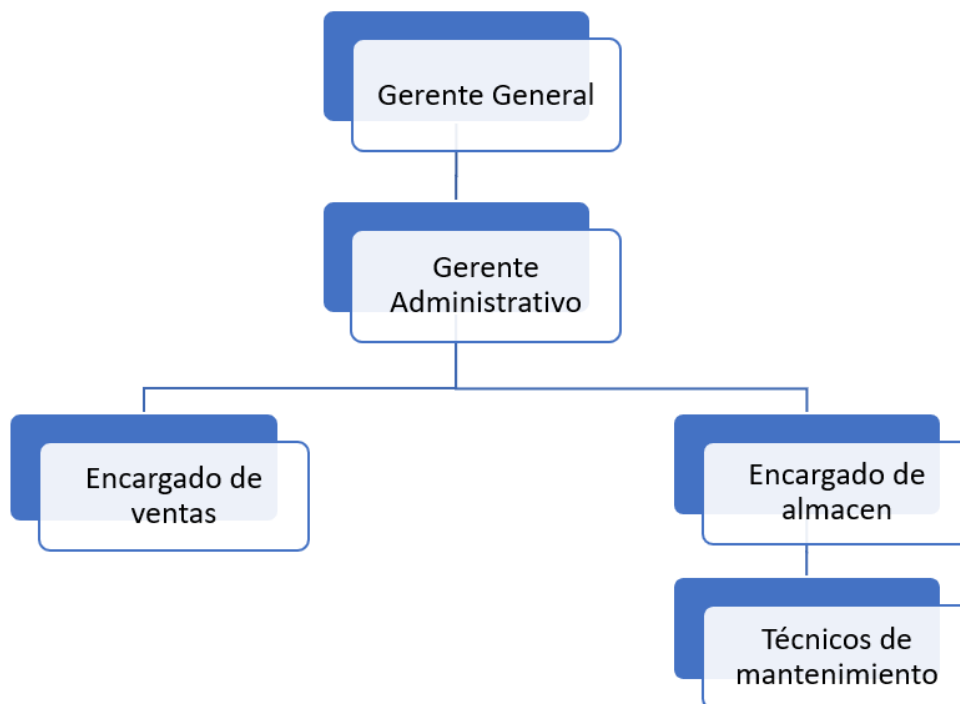 Gerente General
Gerente
Administrativo
Encargado de
ventas
Encargado de
almacen
Técnicos de
mantenimiento